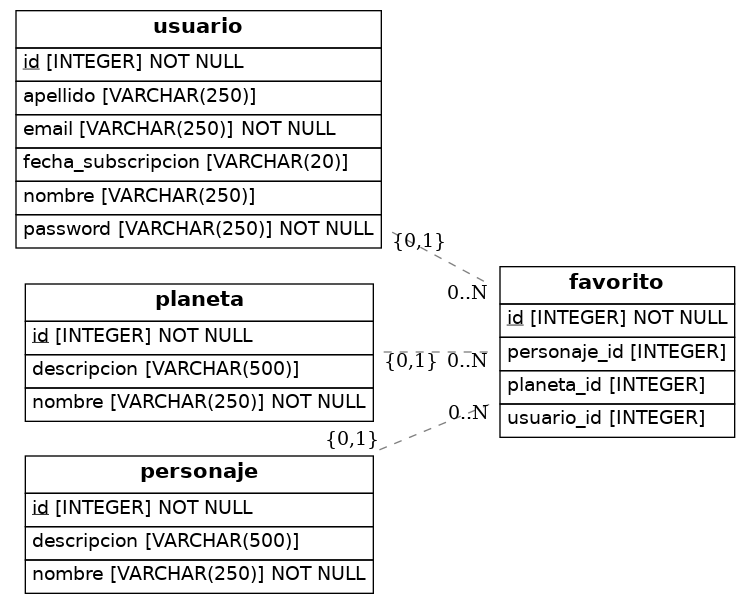 usuario
id [INTEGER] NOT NULL
apellido [VARCHAR(250)]
email [VARCHAR(250)] NOT NULL
fecha_subscripcion [VARCHAR(20)]
nombre [VARCHAR(250)]
password [VARCHAR(250)] NOT NULL
{0,1}
0..N
planeta
id [INTEGER] NOT NULL
descripcion [VARCHAR(500)]
nombre [VARCHAR(250)] NOT NULL
{0,1} 0..N
favorito
id [INTEGER] NOT NULL
personaje_id [INTEGER]
planeta_id [INTEGER]
usuario_id [INTEGER]
0..N
{0,1}
personaje
id [INTEGER] NOT NULL
descripcion [VARCHAR(500)]
nombre [VARCHAR(250)] NOT NULL